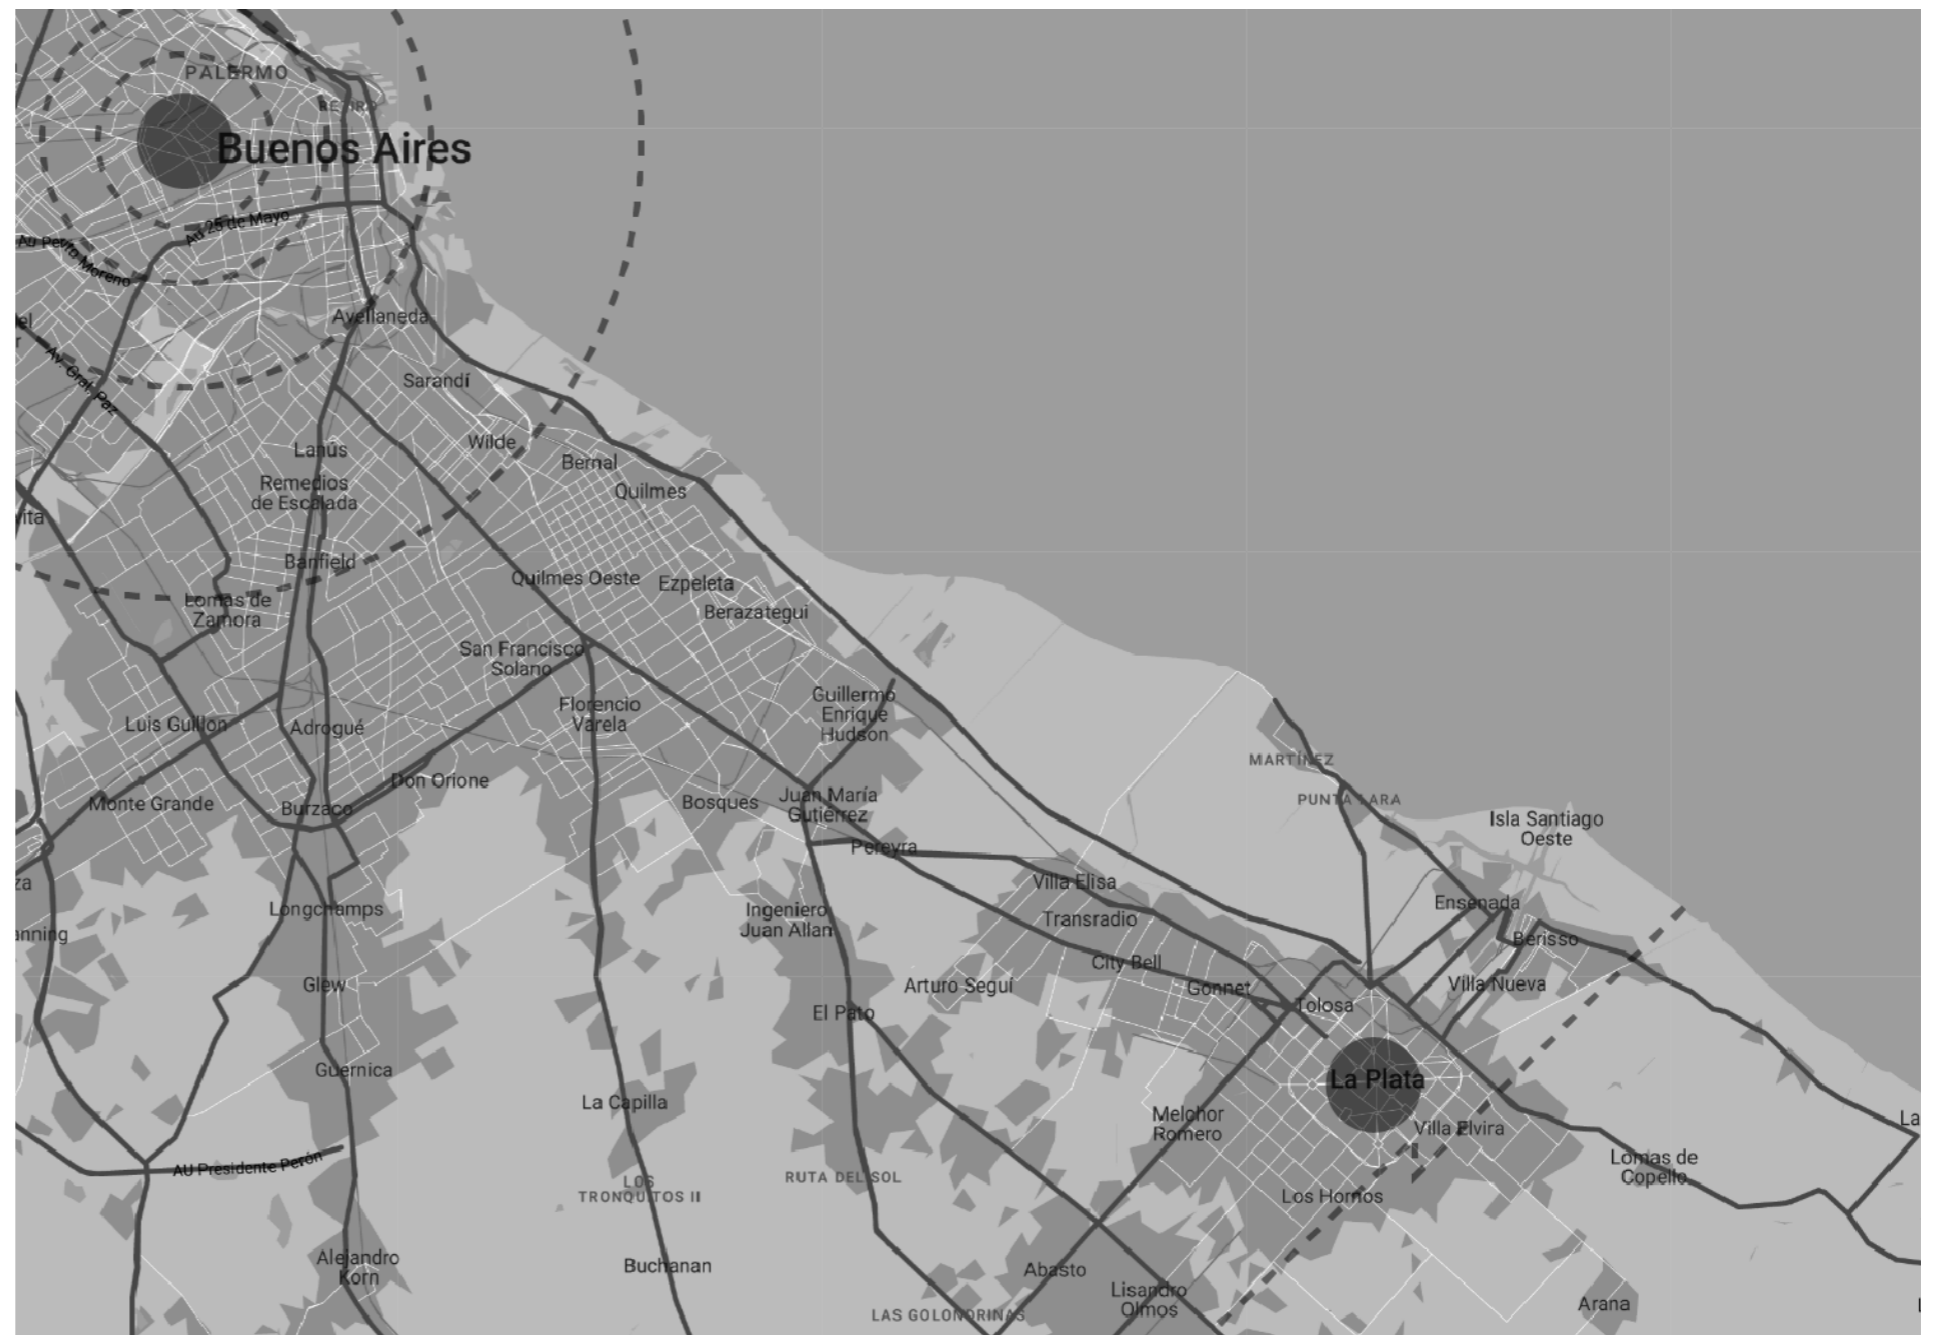 PALERMO
RETIRO
Buenos Aires
Au 25 de Mayo
Au Perito Moreno
Avellaneda
Av. Gral. Paz
Sarandí
Wilde
Lanús
Bernal
Remedios
de Escalada
Quilmes
Banfield
Quilmes Oeste
Ezpeleta
Lomas de
Zamora
Berazategui
San Francisco
Solano
Florencio
Varela
Guillermo
Enrique
Hudson
Luis Guillon
Adrogué
MARTÍNEZ
Don Orione
Monte Grande
Burzaco
Bosques
Juan María
Gutiérrez
PUNTA LARA
Isla Santiago
Oeste
Pereyra
Villa Elisa
Ensenada
Longchamps
Ingeniero
Juan Allan
Transradio
Berisso
City Bell
Glew
Arturo Seguí
Gonnet
Villa Nueva
El Pato
Tolosa
Guernica
La Plata
La Capilla
Melchor
Romero
Villa Elvira
La
AU Presidente Perón
RUTA DEL SOL
Lomas de
Copello
LOS
TRONQUITOS II
Los Hornos
Alejandro
Korn
Buchanan
Abasto
Lisandro
Olmos
LAS GOLONDRINAS
Arana